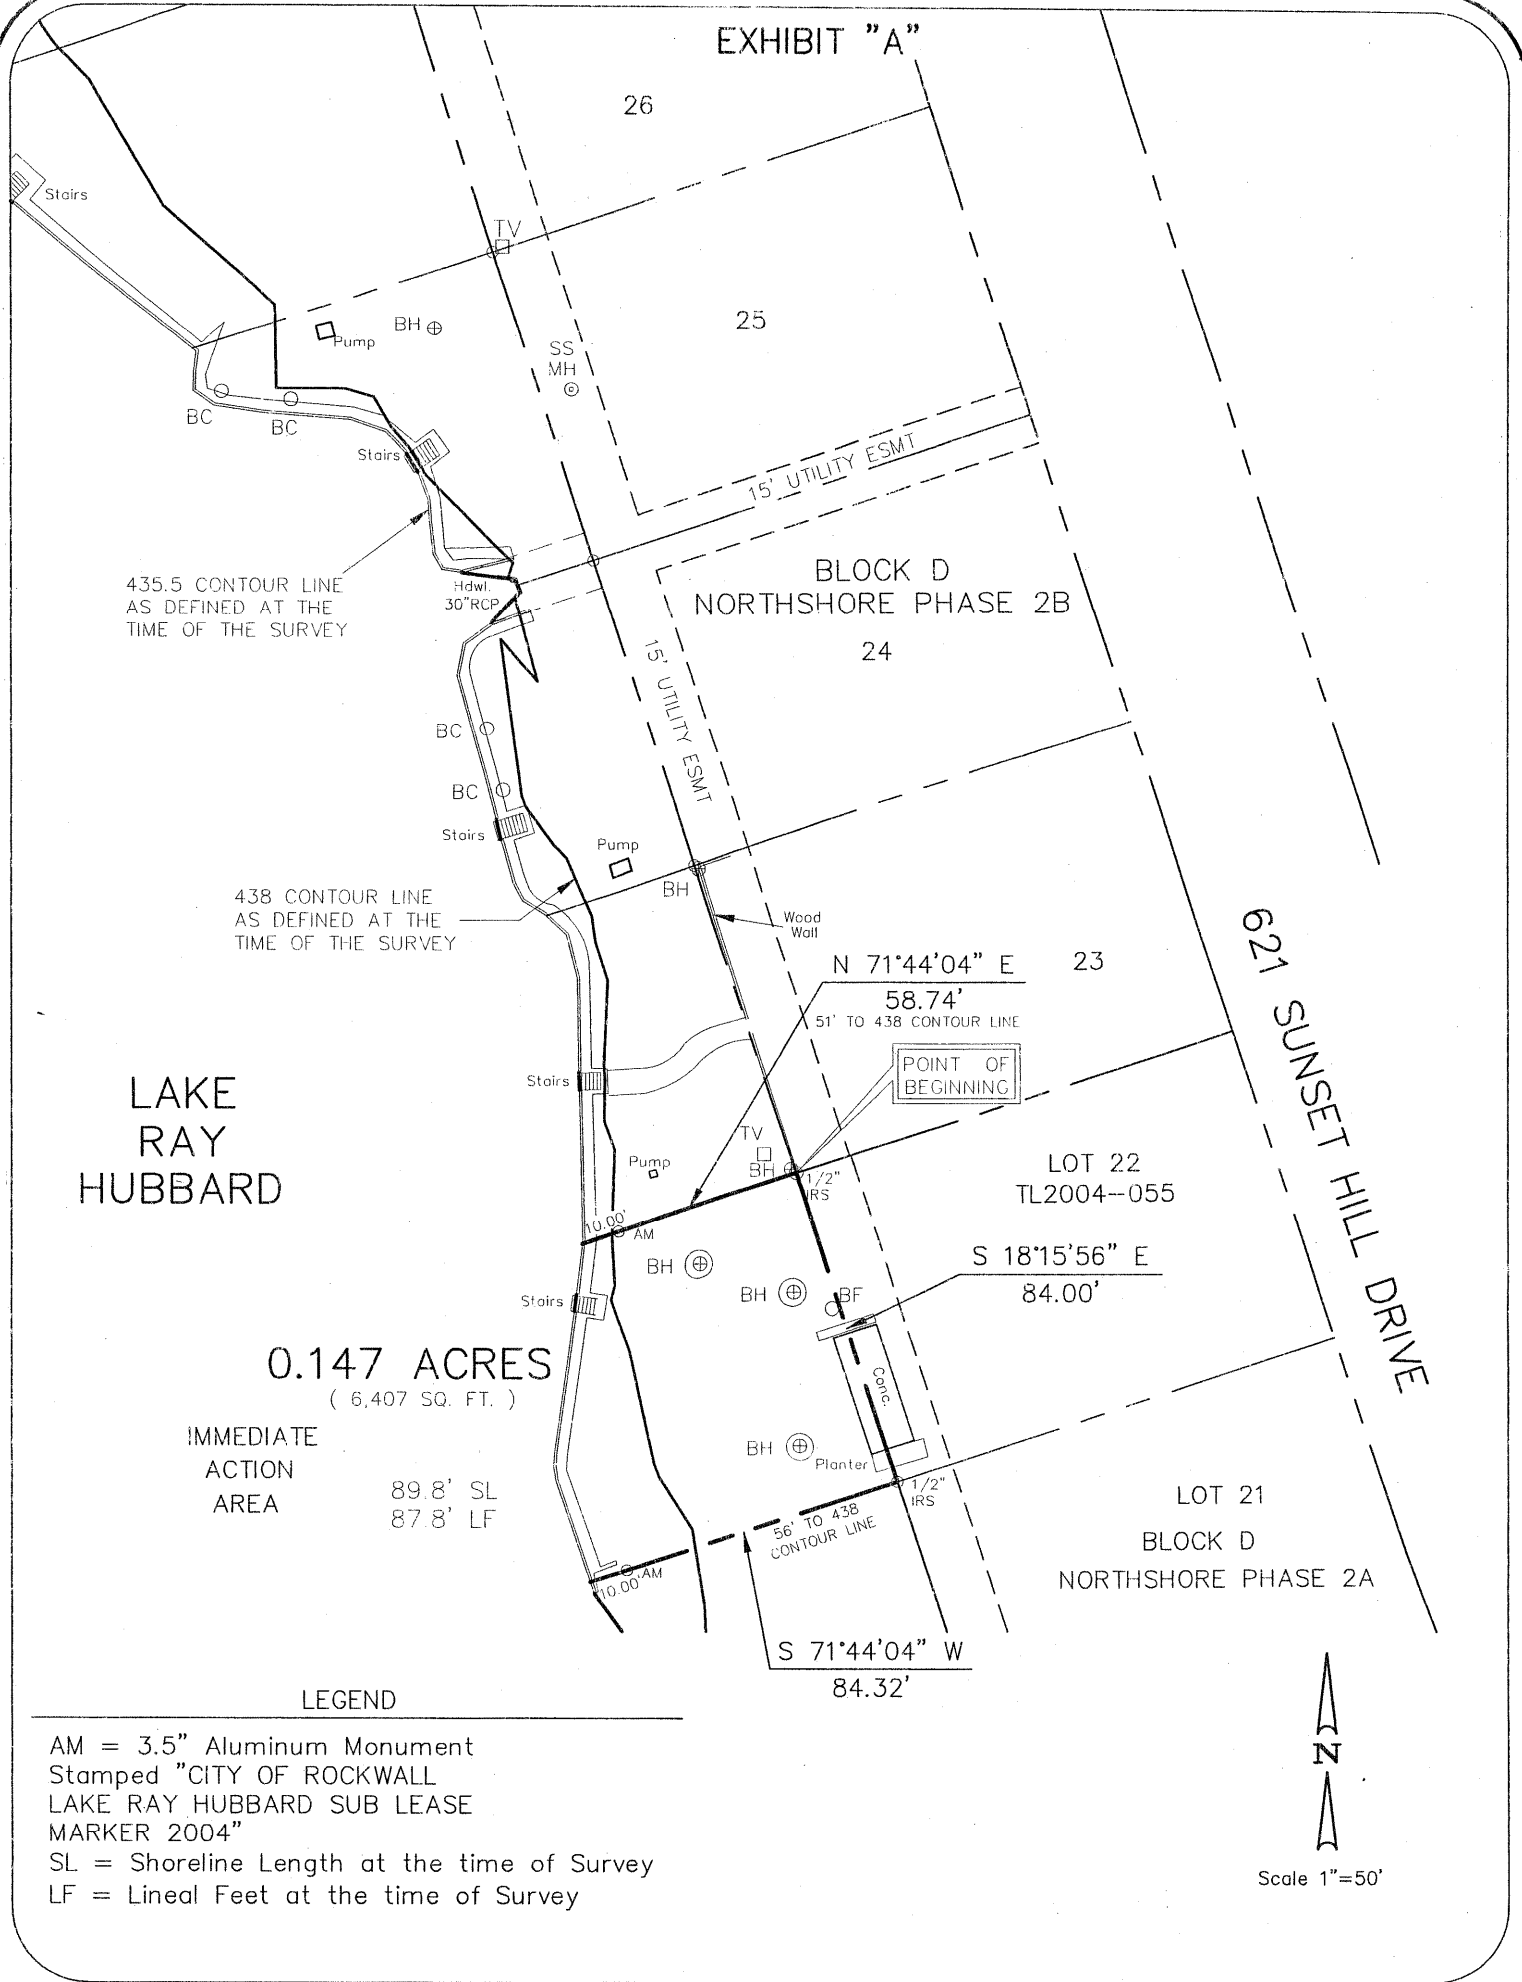 EXHIBIT "A"
26
Stairs
TV
BH
Pump
25
SS
MH
BC
BC
Stairs
15' UTILITY ESMT
435.5 CONTOUR LINE
AS DEFINED AT THE
TIME OF THE SURVEY
Hdwl.
30"RCP
BLOCK D
NORTHSHORE PHASE 2B
24
15' UTILITY ESMT
BC
BC
Stairs
Pump
BH
438 CONTOUR LINE
AS DEFINED AT THE
TIME OF THE SURVEY
Wood
Wall
N 71°44'04" E
58.74'
51' TO 438 CONTOUR LINE
23
621 SUNSET HILL DRIVE
POINT OF
BEGINNING
LAKE
RAY
HUBBARD
Stairs
TV
Pump
BH
1/2"
IRS
LOT 22
TL2004--055
10.00'
AM
BH
BH
BF
S 18°15'56" E
84.00'
Stairs
0.147 ACRES
( 6,407 SQ. FT. )
Conc.
IMMEDIATE
ACTION
AREA
89.8' SL
87.8' LF
BH
Planter
1/2"
IRS
LOT 21
BLOCK D
NORTHSHORE PHASE 2A
56' TO 438
CONTOUR LINE
AM
10.00'
S 71°44'04" W
84.32'
LEGEND
AM = 3.5" Aluminum Monument
Stamped "CITY OF ROCKWALL
LAKE RAY HUBBARD SUB LEASE
MARKER 2004"
SL = Shoreline Length at the time of Survey
LF = Lineal Feet at the time of Survey
N
Scale 1"=50'